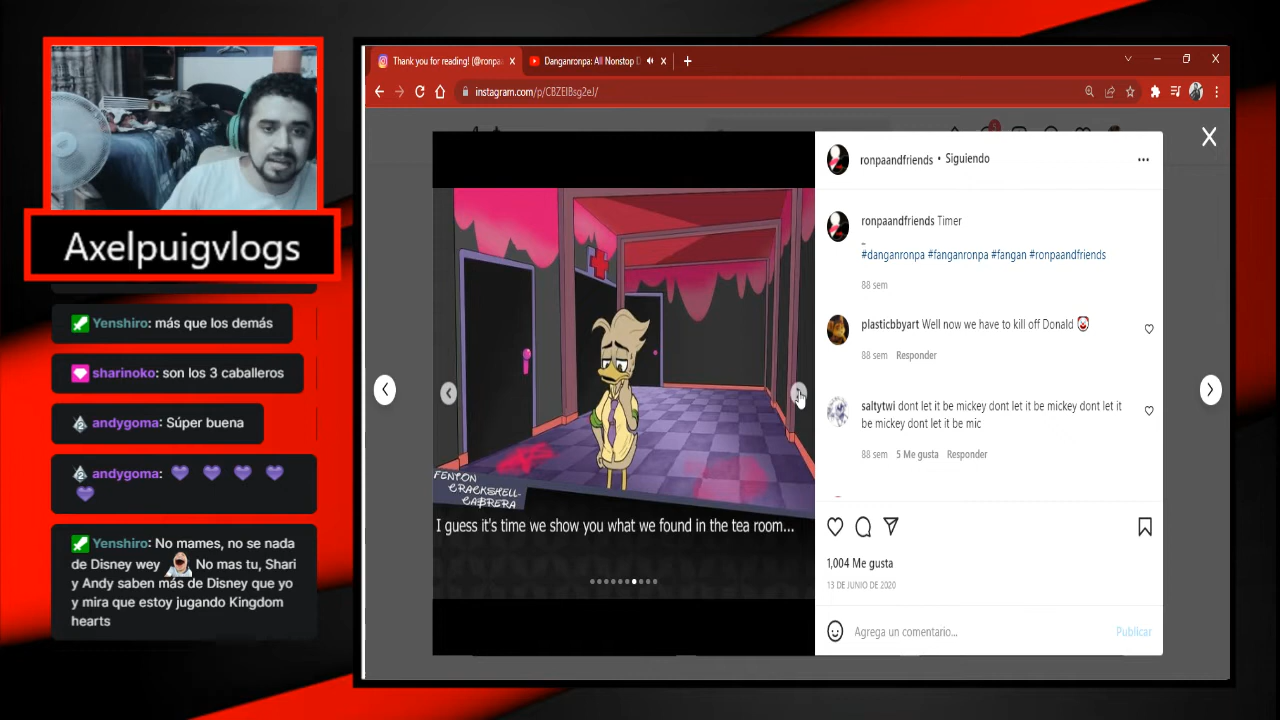 Thank you for reading! (@ronpa
Danganronpa: All Nonstop D
instagram.com/p/CBZEIBsg2eJ/
Axelpuigvlogs
Yenshiro: más que los demás
sharinoko: son los 3 caballeros
andygoma: Súper buena
andygoma: 💜 💜 💜 💜
💜
Yenshiro: No mames, no se nada
de Disney wey No mas tu, Shari
y Andy saben más de Disney que yo
y mira que estoy jugando Kingdom
hearts
FENTON
CRACKSHELL-
CABRERA
I guess it's time we show you what we found in the tea room...
ronpaandfriends • Siguiendo
ronpaandfriends Timer
_
#danganronpa #fanganronpa #fangan #ronpaandfriends
88 sem
plasticbbyart Well now we have to kill off Donald
88 sem Responder
saltytwi dont let it be mickey dont let it be mickey dont let it
be mickey dont let it be mic
88 sem 5 Me gusta Responder
1,004 Me gusta
13 DE JUNIO DE 2020
Agrega un comentario...
Publicar